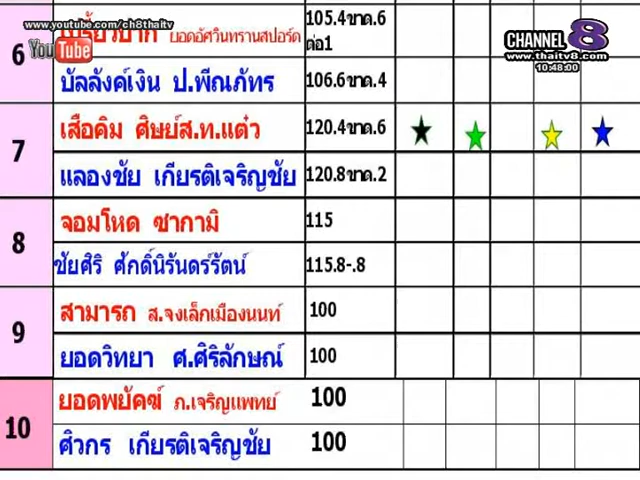 www.youtube.com/ch8thaitv
YouTube
CHANNEL 8
www.thaitv8.com
10:48:00
6 เปรี้ยวปาก ยอดอัศวินทรานสปอร์ต 105.4ขาด.6 ต่อ1
บัลลังค์เงิน ป.พีณภัทร 106.6ขาด.4
7 เสือคิม ศิษย์ส.ท.แต๋ว 120.4ขาด.6
แลองชัย เกียรติเจริญชัย 120.8ขาด.2
8 จอมโหด ซากามิ 115
ชัยศิริ ศักดิ์นิรันดร์รัตน์ 115.8-.8
9 สามารถ ส.จงเล็กเมืองนนท์ 100
ยอดวิทยา ศ.ศิริลักษณ์ 100
10 ยอดพยัคฆ์ ภ.เจริญแพทย์ 100
ศิวกร เกียรติเจริญชัย 100